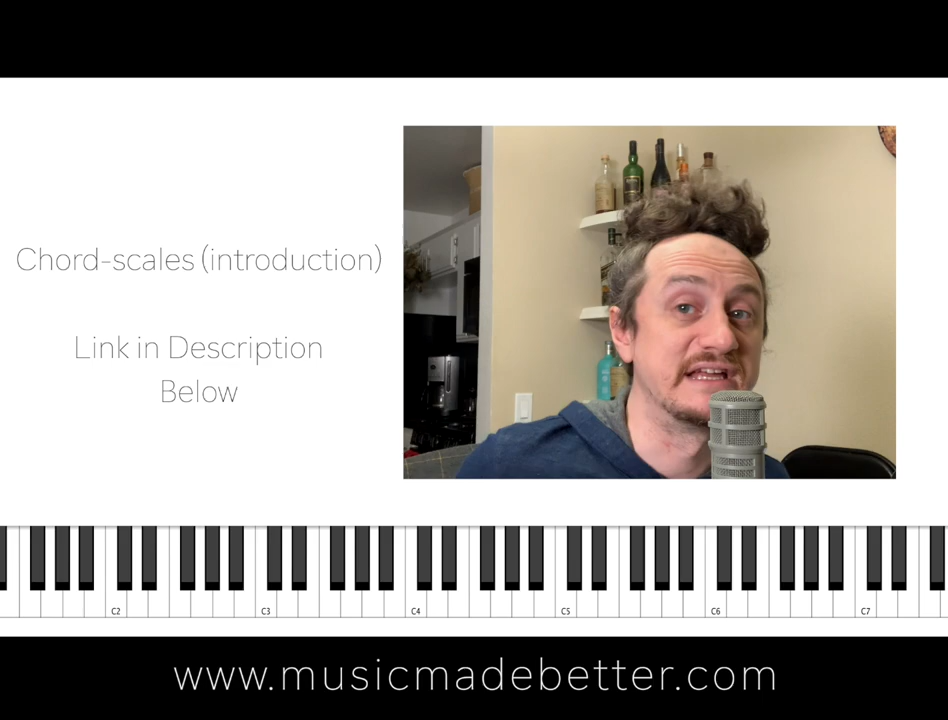 Chord-scales (introduction)
Link in Description
Below
C2 C3 C4 C5 C6 C7
www.musicmadebetter.com